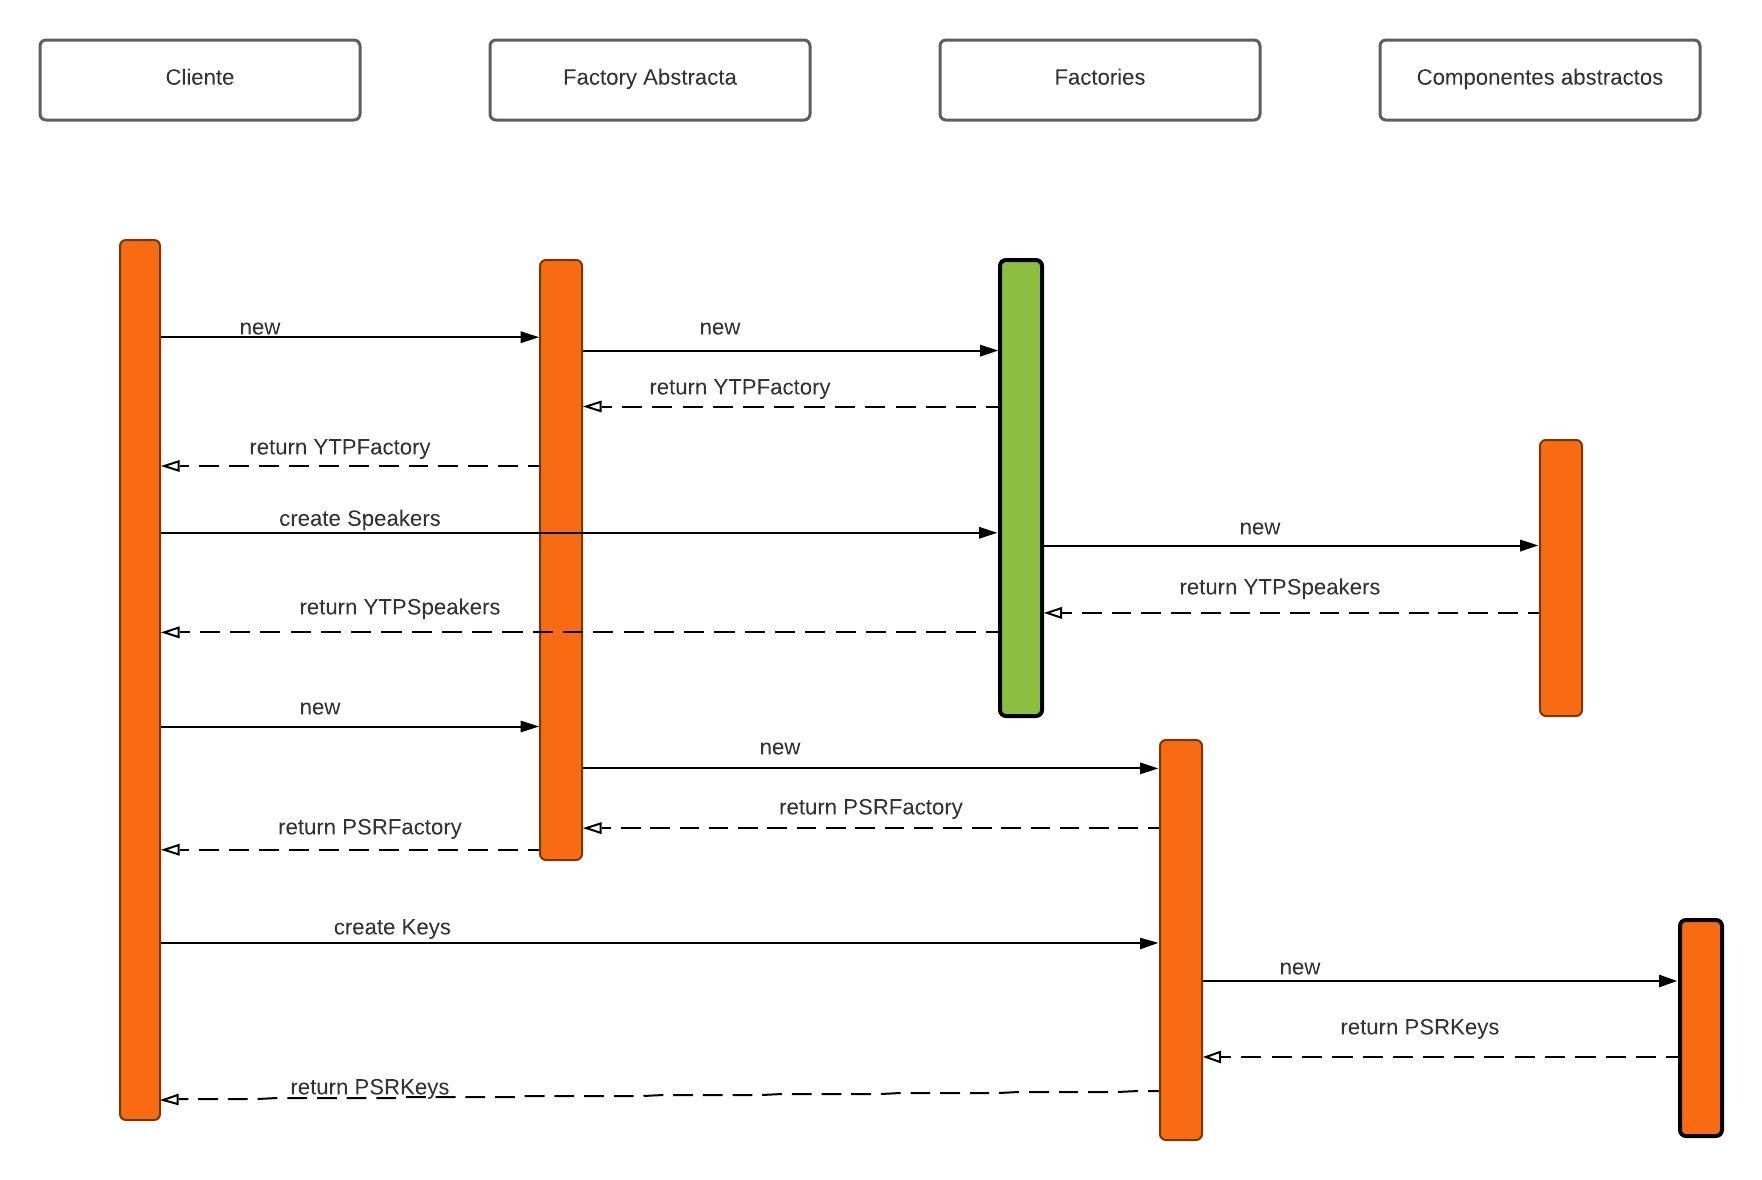 Cliente
Factory Abstracta
Factories
Componentes abstractos
new
new
return YTPFactory
return YTPFactory
create Speakers
new
return YTPSpeakers
return YTPSpeakers
new
new
return PSRFactory
return PSRFactory
create Keys
new
return PSRKeys
return PSRKeys